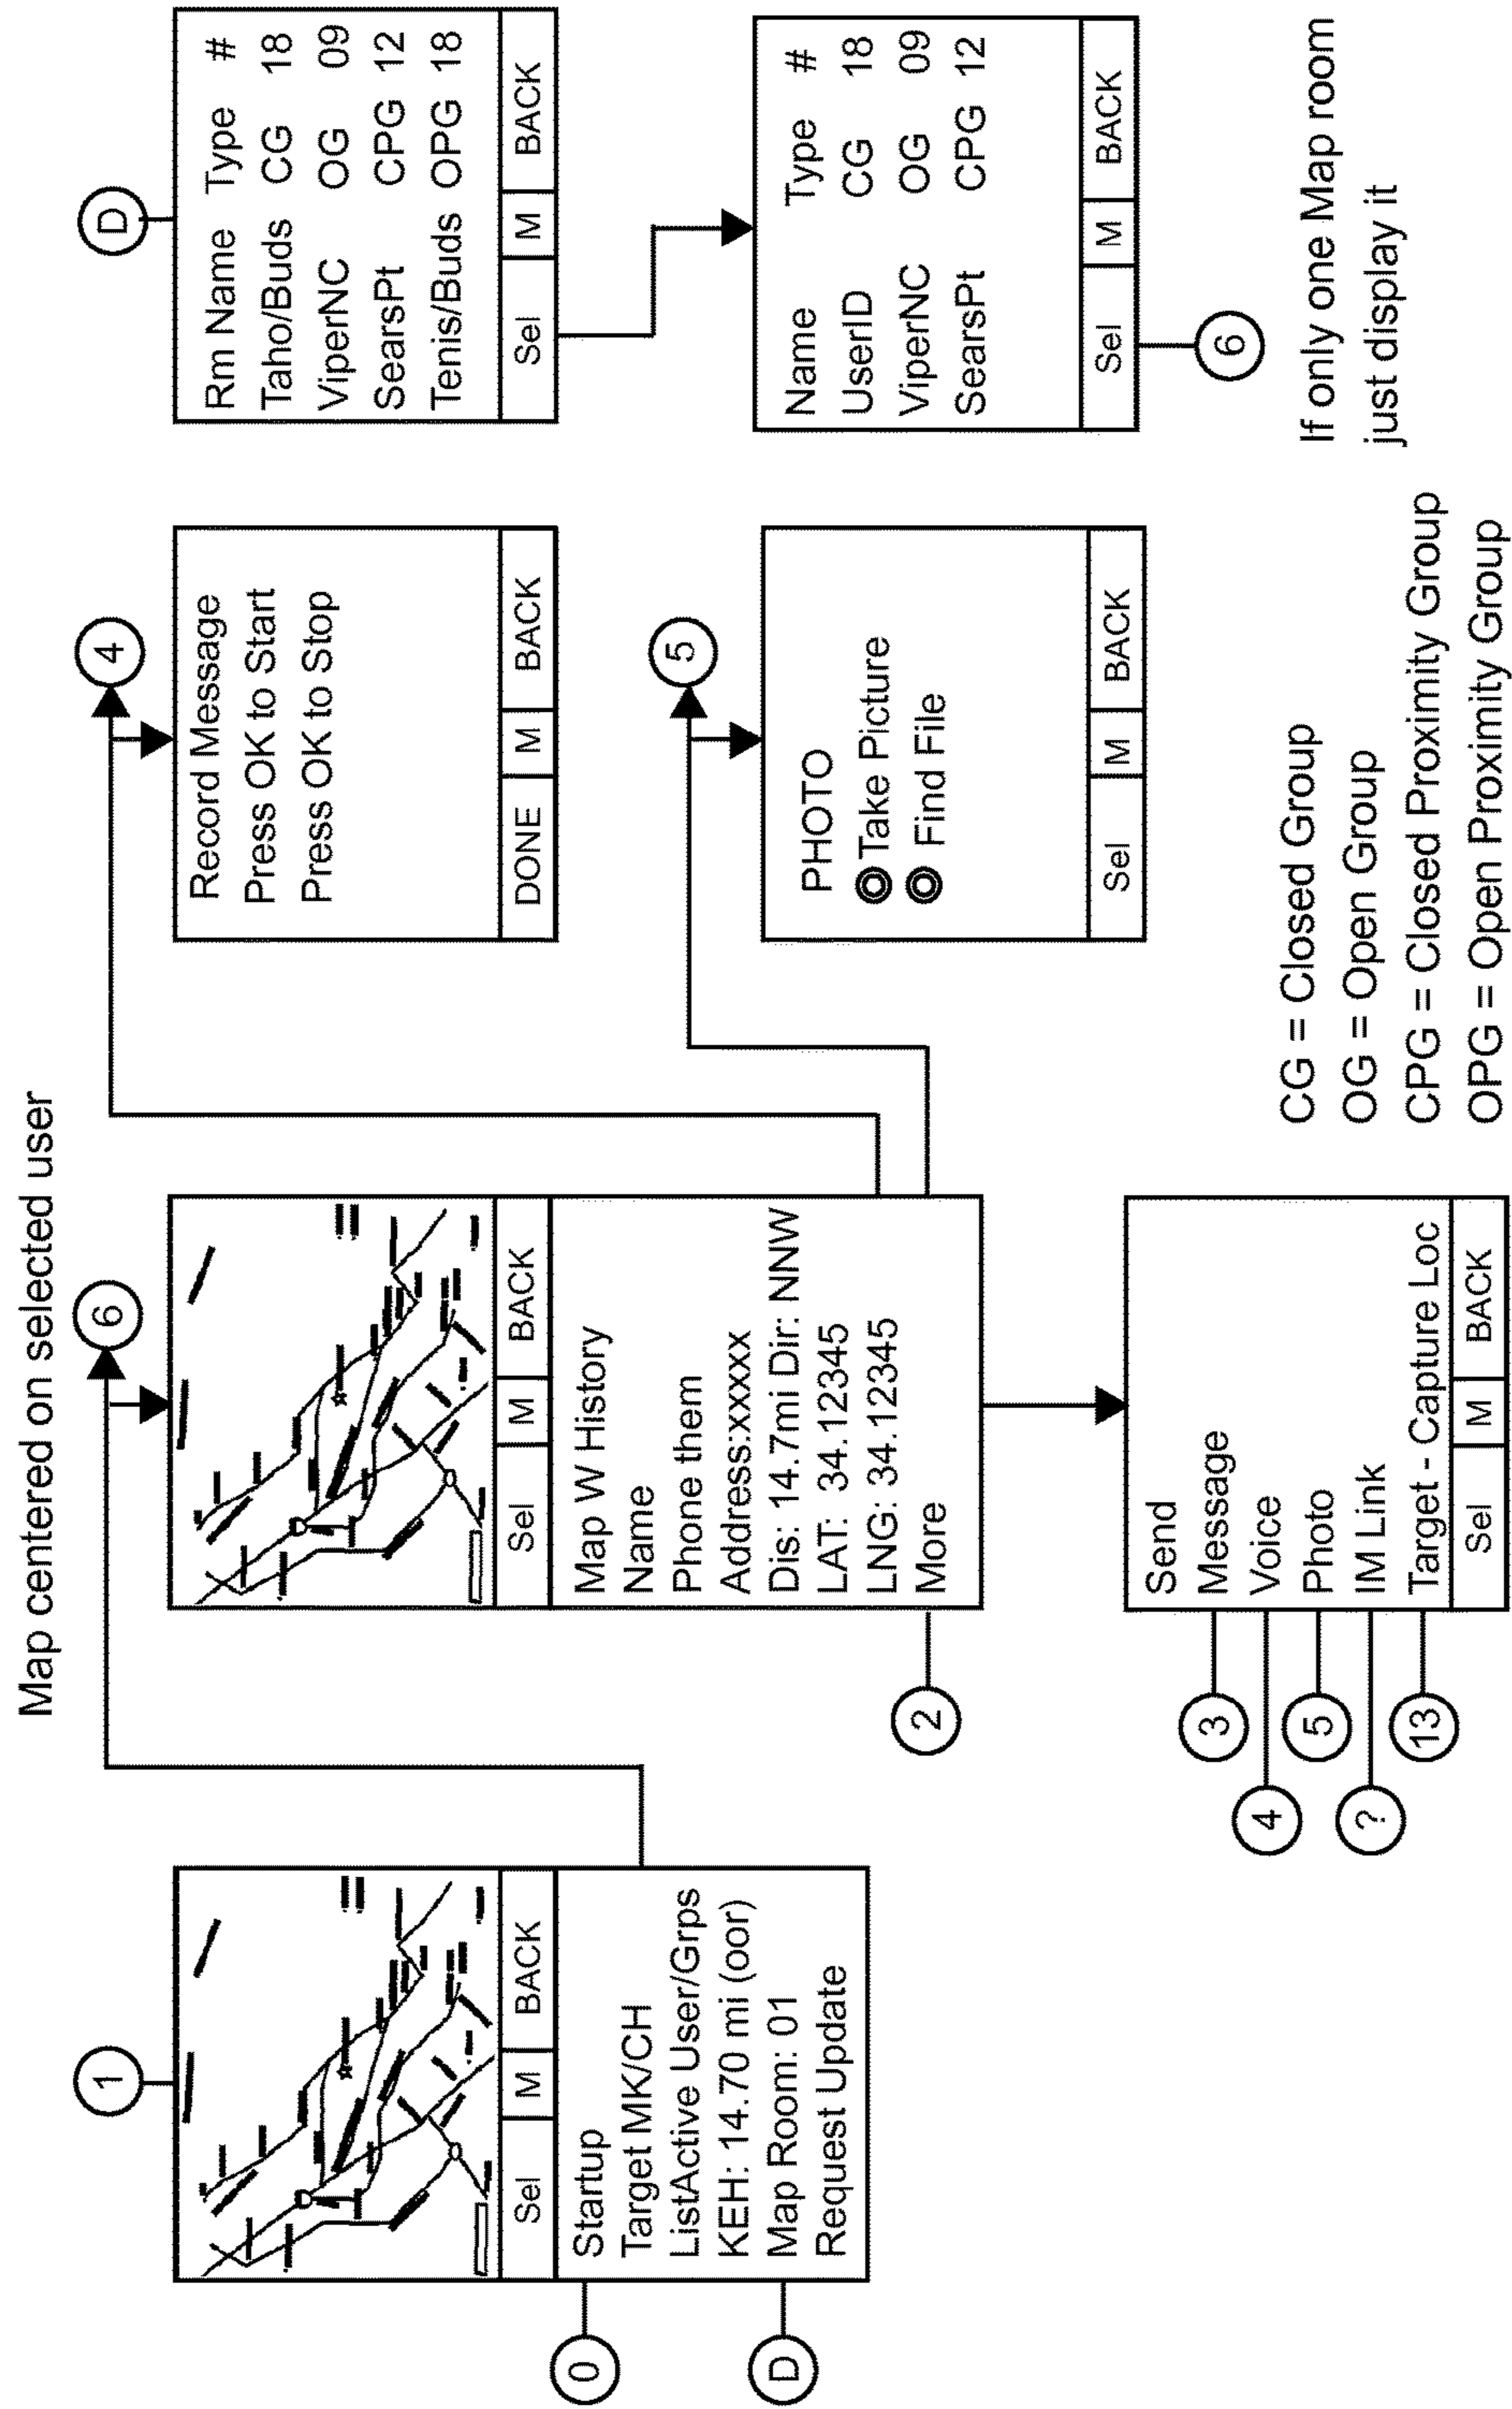 Map centered on selected user
1
Sel M BACK
Startup
Target MK/CH
ListActive User/Grps
KEH: 14.70 mi (oor)
Map Room: 01
Request Update
0
D
6
Sel M BACK
Map W History
Name
Phone them
Address:xxxxx
Dis: 14.7mi Dir: NNW
LAT: 34.12345
LNG: 34.12345
More
2
Send
Message
Voice
Photo
IM Link
Target - Capture Loc
Sel M BACK
3
4
5
?
13
4
Record Message
Press OK to Start
Press OK to Stop
DONE M BACK
5
PHOTO
Take Picture
Find File
Sel M BACK
CG = Closed Group
OG = Open Group
CPG = Closed Proximity Group
OPG = Open Proximity Group
D
Rm Name Type #
Taho/Buds CG 18
ViperNC OG 09
SearsPt CPG 12
Tenis/Buds OPG 18
Sel M BACK
Name Type #
UserID CG 18
ViperNC OG 09
SearsPt CPG 12
Sel M BACK
6
If only one Map room
just display it